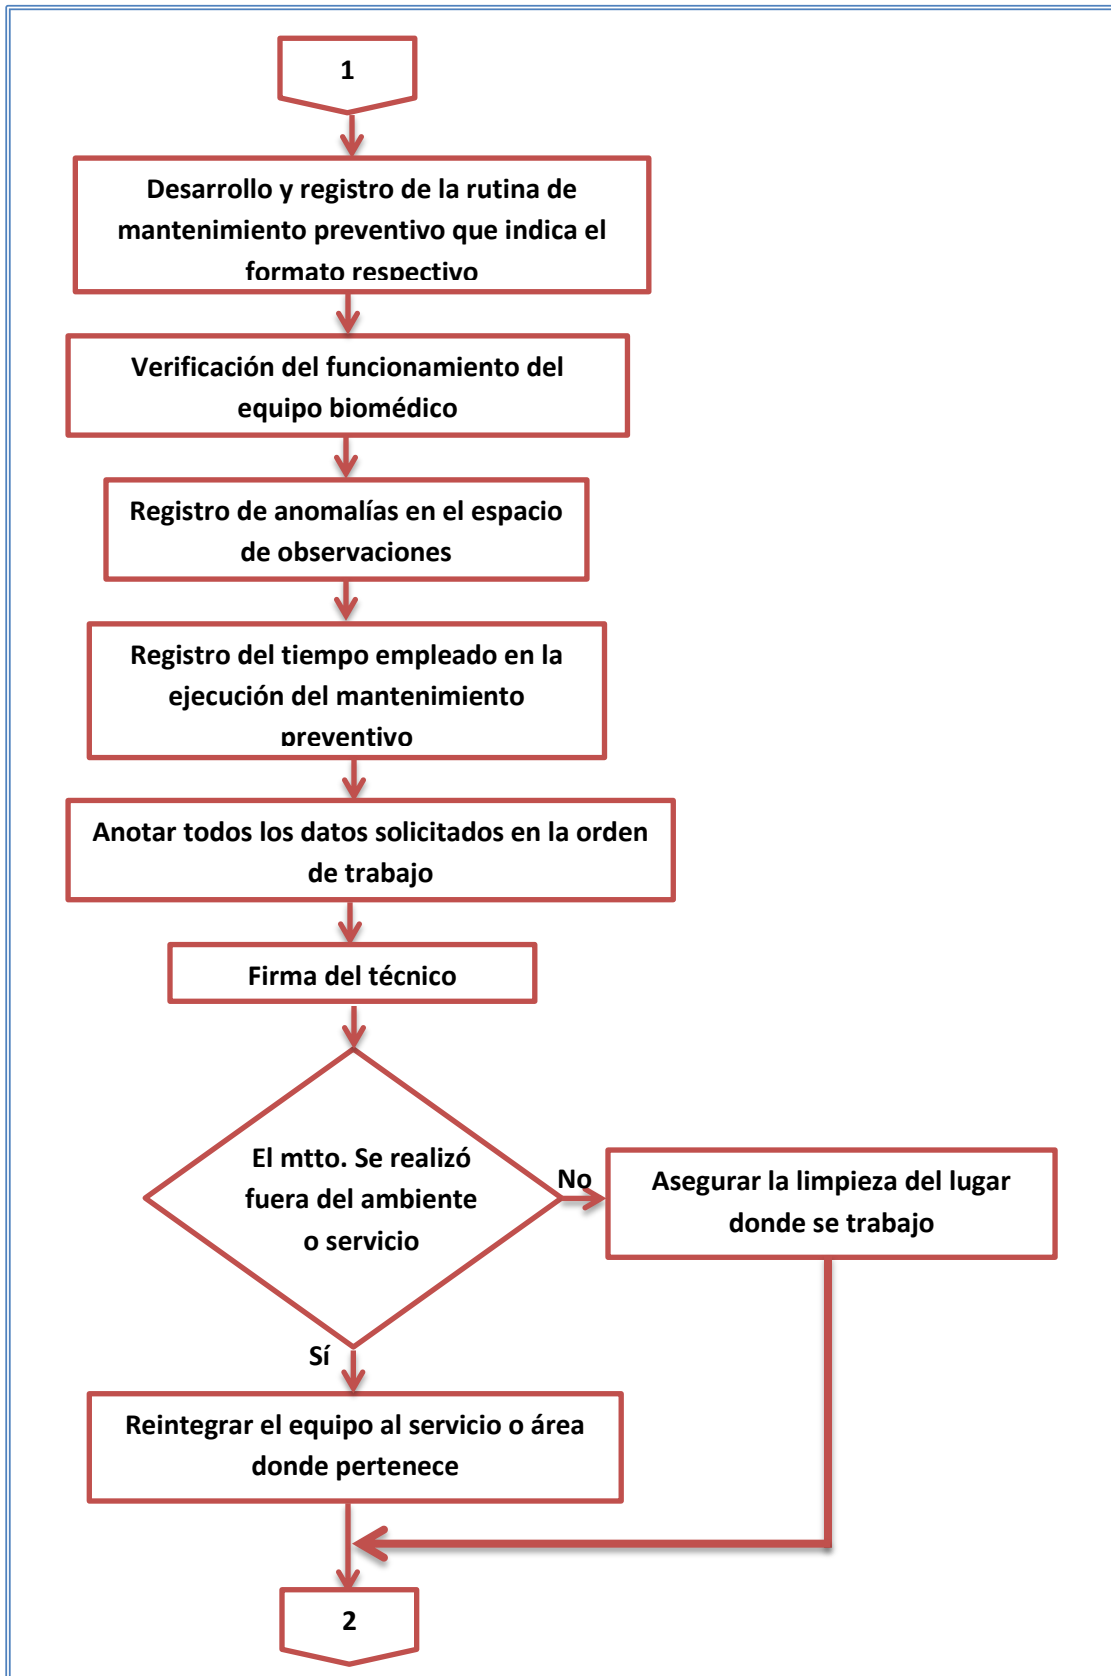 1
Desarrollo y registro de la rutina de
mantenimiento preventivo que indica el
formato respectivo
Verificación del funcionamiento del
equipo biomédico
Registro de anomalías en el espacio
de observaciones
Registro del tiempo empleado en la
ejecución del mantenimiento
preventivo
Anotar todos los datos solicitados en la orden
de trabajo
Firma del técnico
El mtto. Se realizó
fuera del ambiente
o servicio
No
Asegurar la limpieza del lugar
donde se trabajo
Sí
Reintegrar el equipo al servicio o área
donde pertenece
2